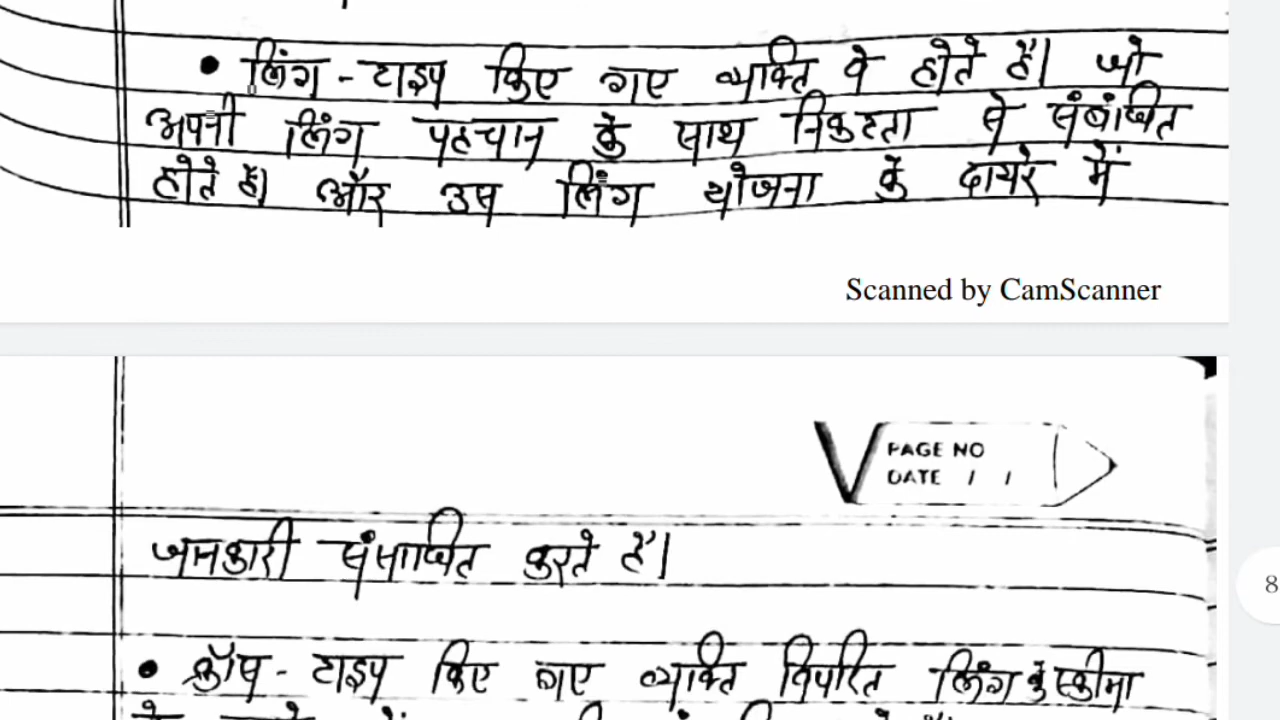 • लिंग - टाइप किए गए व्यक्ति वे होते हैं। जो
अपनी लिंग पहचान के साथ निकटता से संबंधित
होते हैं। और उस लिंग योजना के दायरे में
Scanned by CamScanner
PAGE NO
DATE / /
जानकारी संसाधित करते हैं।
8
• क्रॉस - टाइप किए गए व्यक्ति विपरित लिंग के स्कीमा